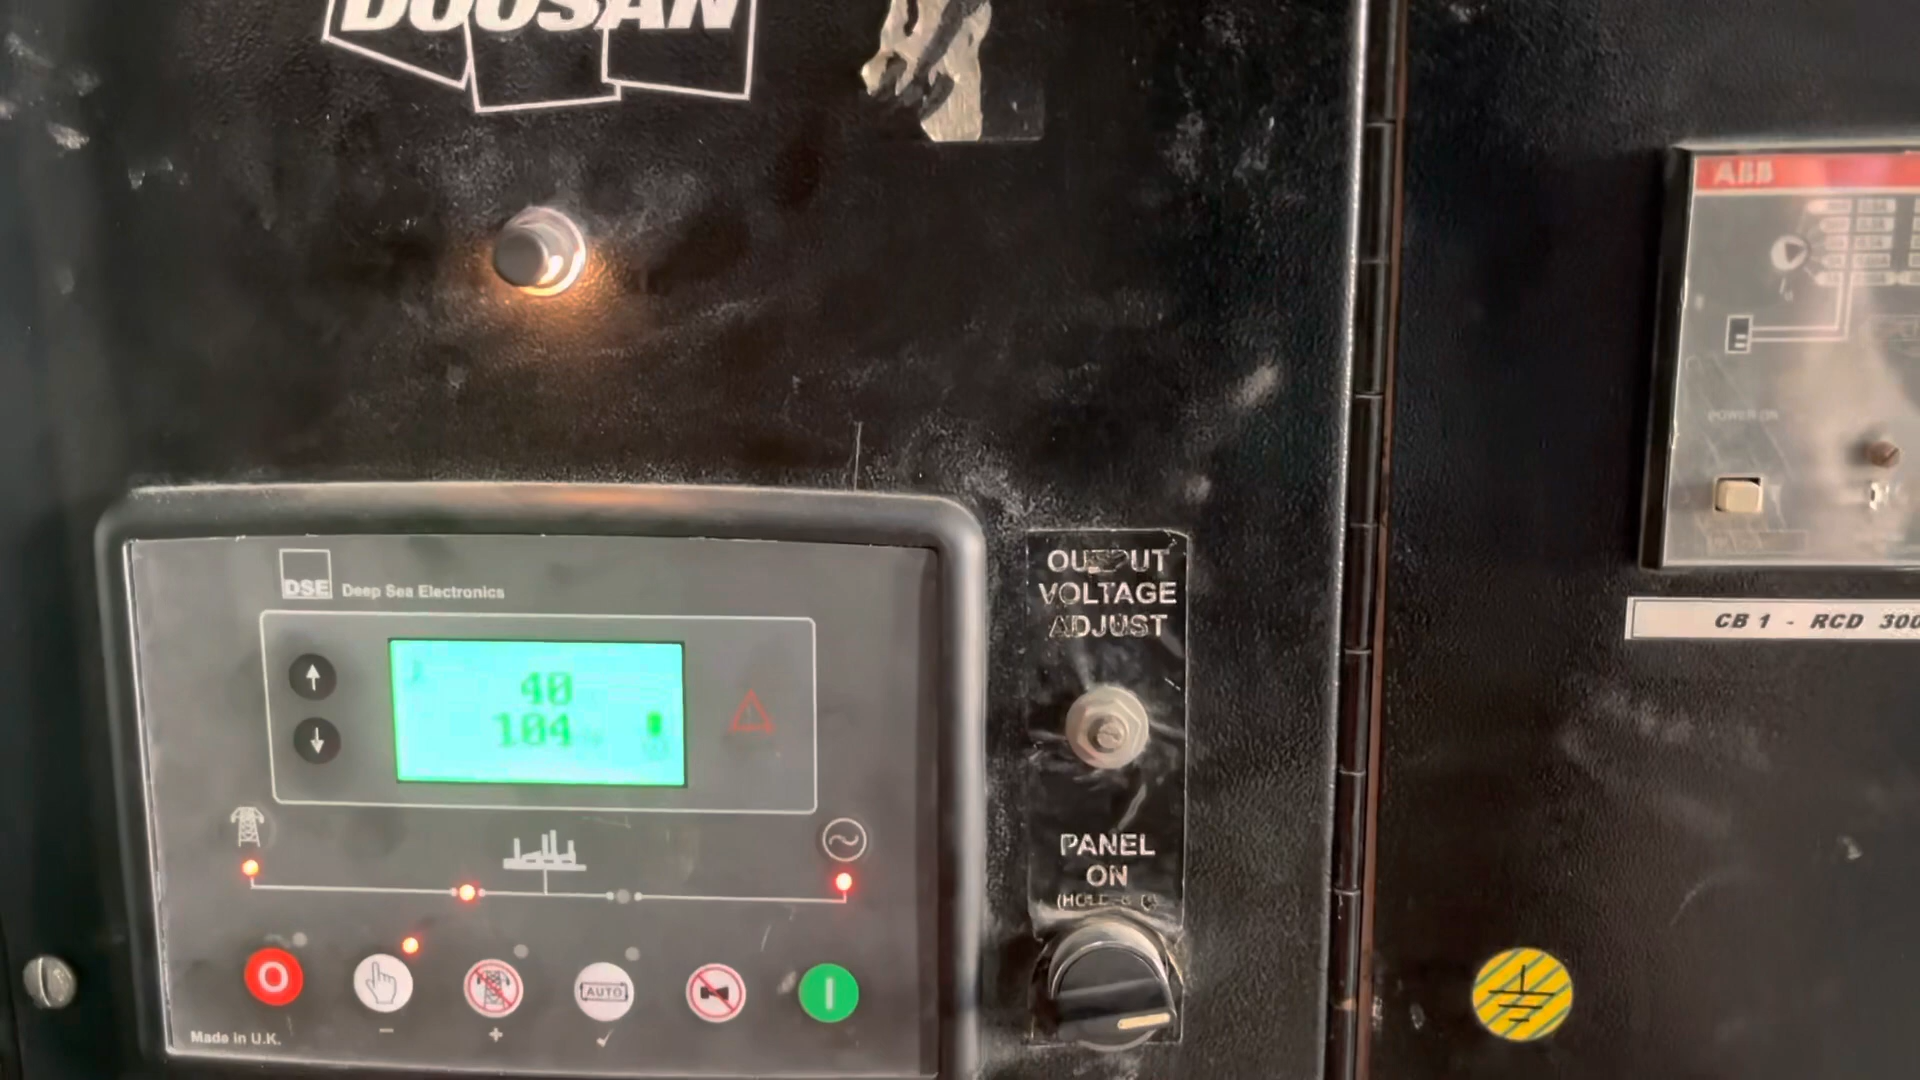 DOOSAN
ABB
OUTPUT
VOLTAGE
ADJUST
CB 1 - RCD 300
DSE Deep Sea Electronics
40
104
PANEL
ON
AUTO
Made in U.K.